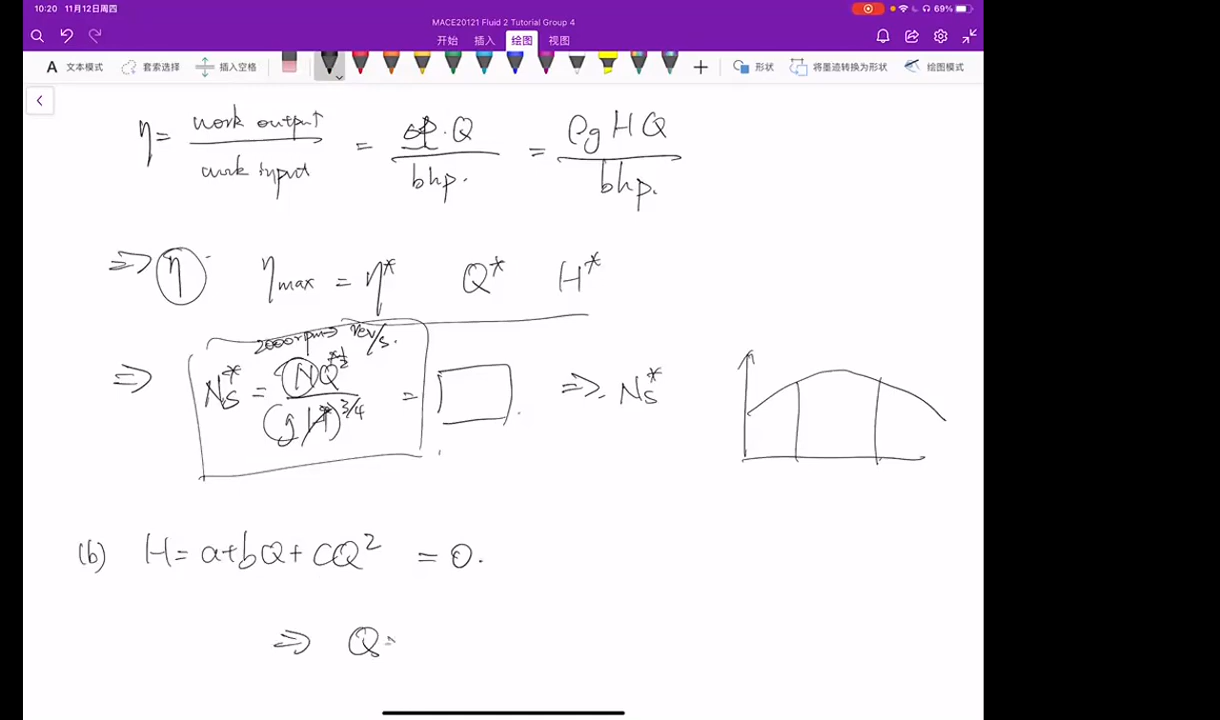 10:20 11月12日周四
69%
MACE20121 Fluid 2 Tutorial Group 4
开始 插入 绘图 视图
A 文本模式 套索选择 插入空格 形状 将墨迹转换为形状 绘图模式
η = work output / work input = Δp·Q / bhp. = ρgHQ / bhp.
⇒ η ηmax = η* Q* H*
2000rpm ⇒ rev/s.
⇒ Ns* = NQ*^½ / (gH*)^3/4 = □ ⇒ Ns*
(b) H = a+bQ+cQ² = 0.
⇒ Q=